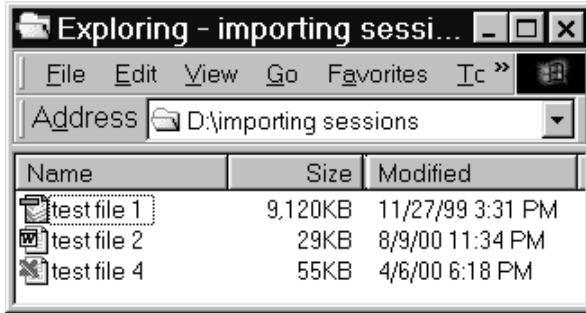 Exploring - importing sessi...
File Edit View Go Favorites Tc »
Address D:\importing sessions
Name Size Modified
test file 1 9,120KB 11/27/99 3:31 PM
test file 2 29KB 8/9/00 11:34 PM
test file 4 55KB 4/6/00 6:18 PM